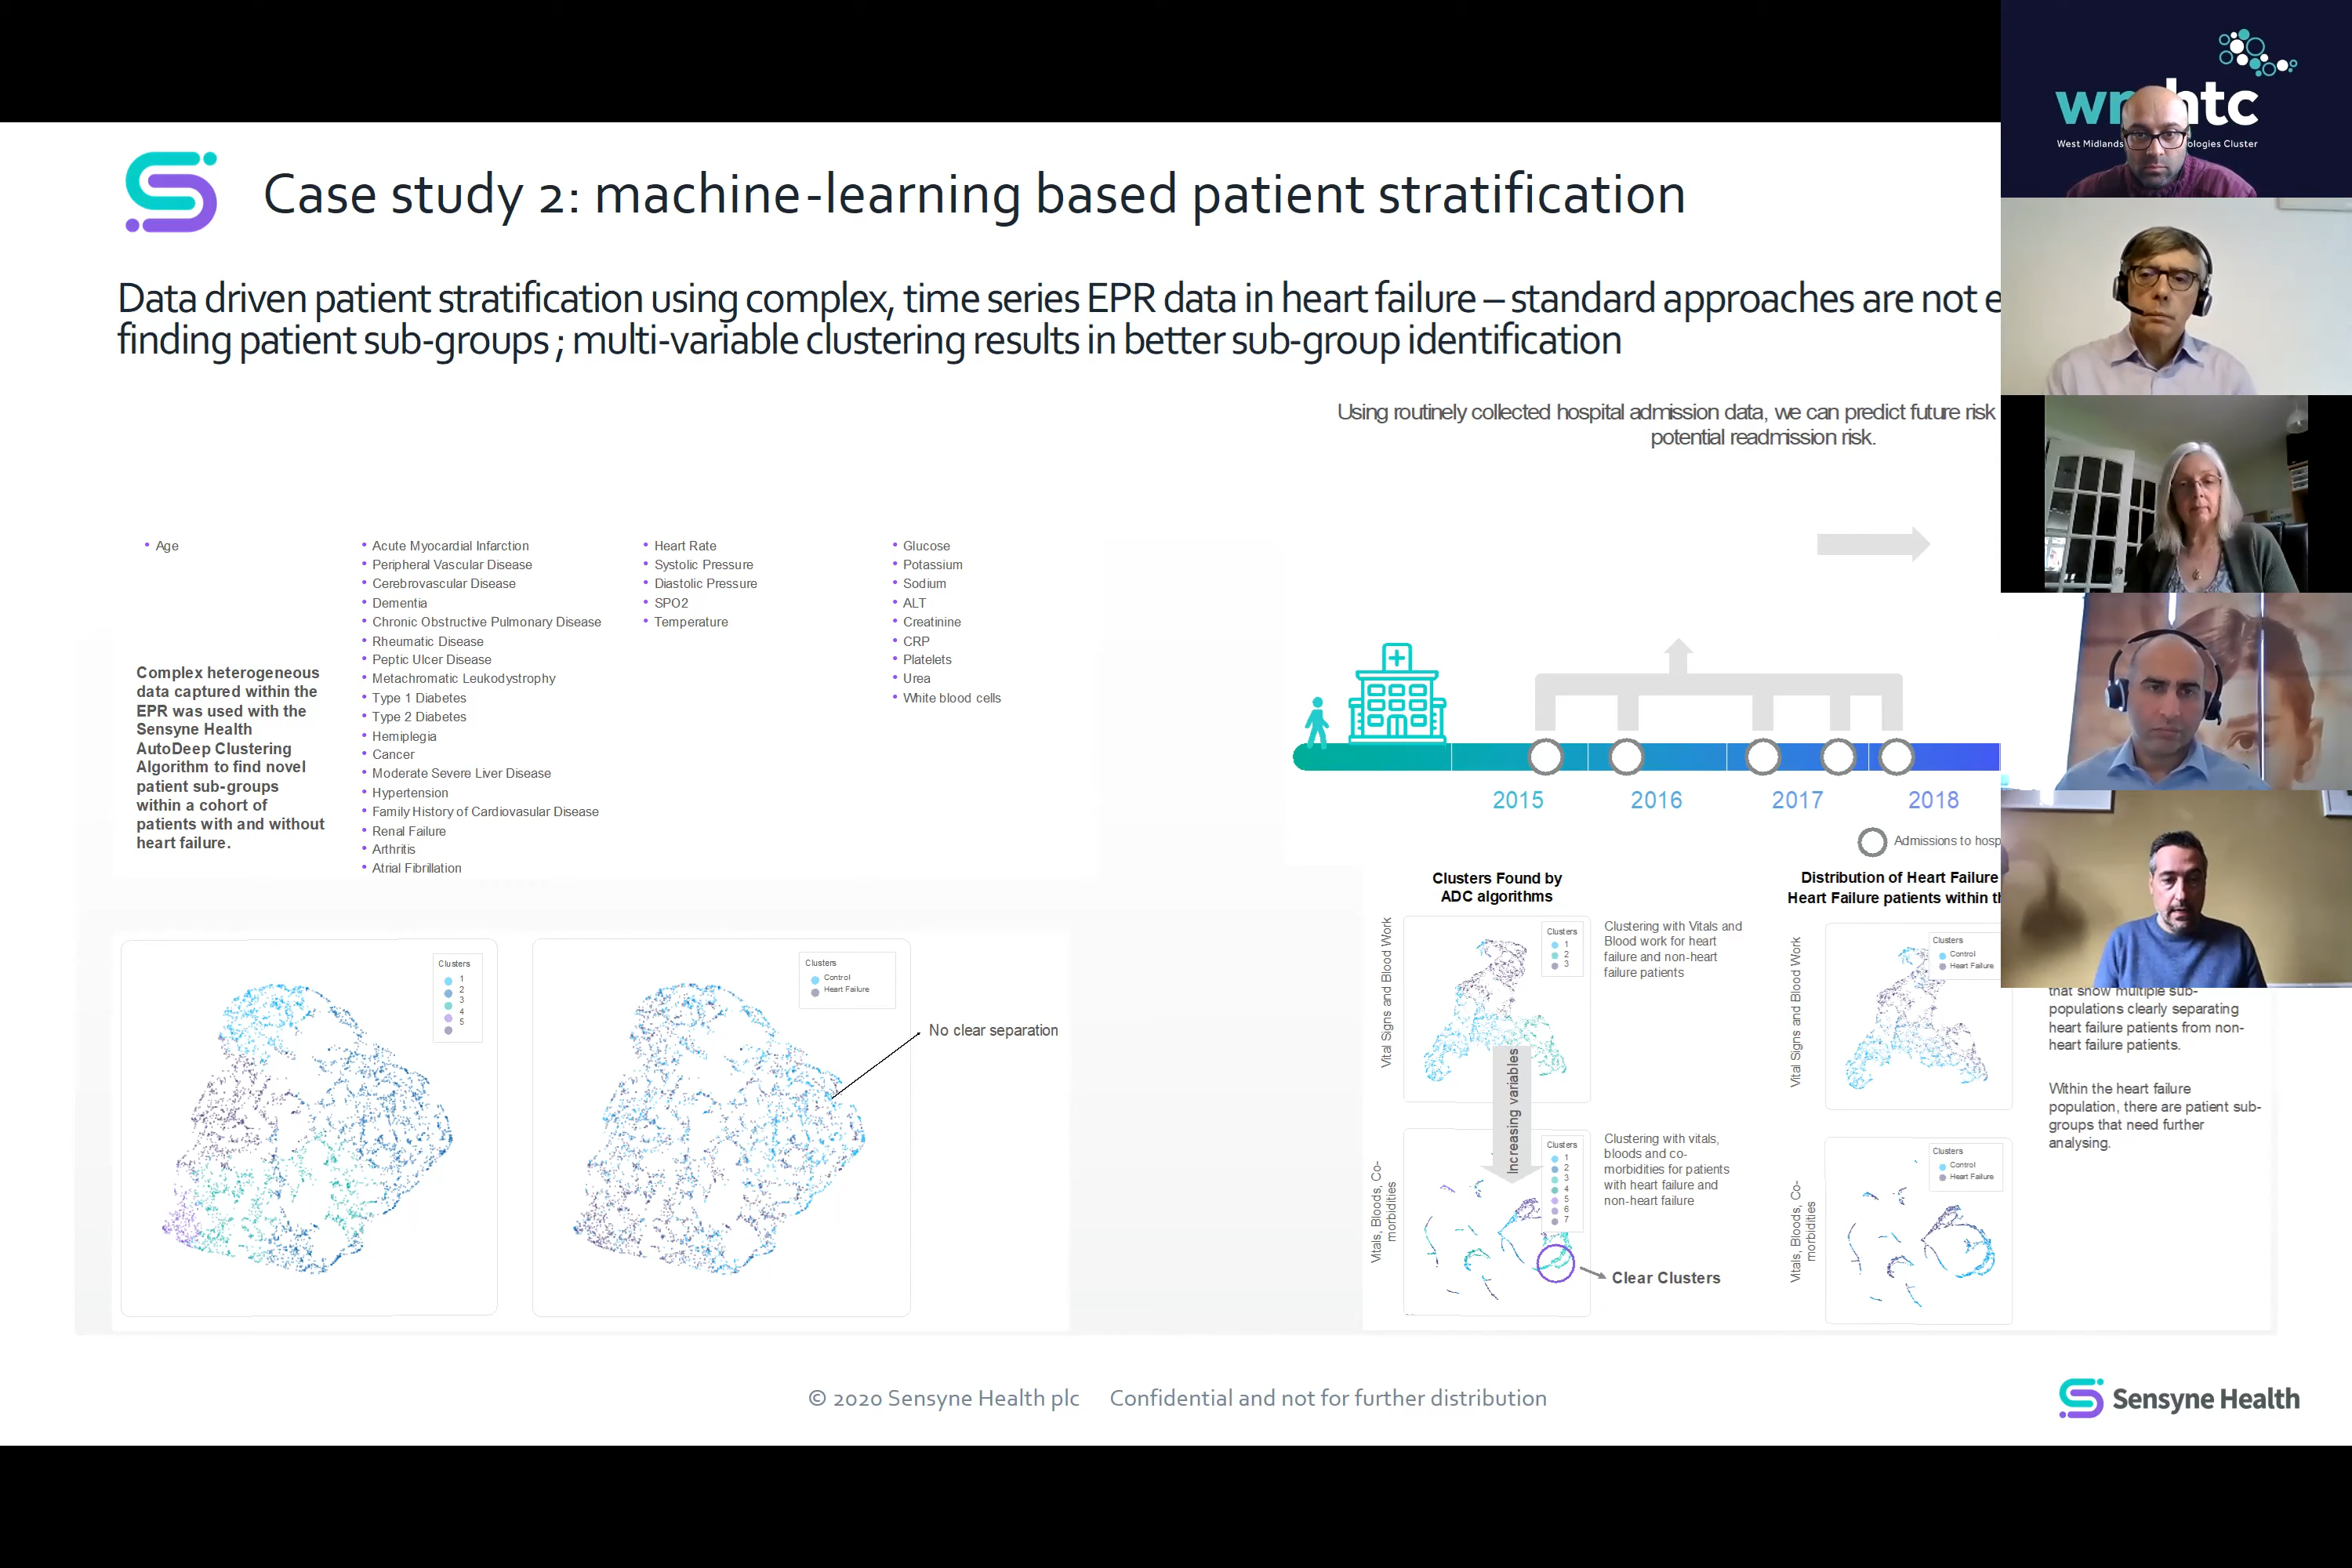 wm htc
West Midlands
ologies Cluster
Case study 2: machine-learning based patient stratification
Data driven patient stratification using complex, time series EPR data in heart failure – standard approaches are not e
finding patient sub-groups ; multi-variable clustering results in better sub-group identification
Using routinely collected hospital admission data, we can predict future risk
potential readmission risk.
• Age
• Acute Myocardial Infarction
• Peripheral Vascular Disease
• Cerebrovascular Disease
• Dementia
• Chronic Obstructive Pulmonary Disease
• Rheumatic Disease
• Peptic Ulcer Disease
• Metachromatic Leukodystrophy
• Type 1 Diabetes
• Type 2 Diabetes
• Hemiplegia
• Cancer
• Moderate Severe Liver Disease
• Hypertension
• Family History of Cardiovascular Disease
• Renal Failure
• Arthritis
• Atrial Fibrillation
• Heart Rate
• Systolic Pressure
• Diastolic Pressure
• SPO2
• Temperature
• Glucose
• Potassium
• Sodium
• ALT
• Creatinine
• CRP
• Platelets
• Urea
• White blood cells
Complex heterogeneous
data captured within the
EPR was used with the
Sensyne Health
AutoDeep Clustering
Algorithm to find novel
patient sub-groups
within a cohort of
patients with and without
heart failure.
2015
2016
2017
2018
Admissions to hosp
Clusters
1
2
3
4
5
Clusters
Control
Heart Failure
No clear separation
Clusters Found by
ADC algorithms
Vital Signs and Blood Work
Clusters
1
2
3
Clustering with Vitals and
Blood work for heart
failure and non-heart
failure patients
Increasing variables
Vitals, Bloods, Co-
morbidities
Clusters
1
2
3
4
5
6
7
Clustering with vitals,
bloods and co-
morbidities for patients
with heart failure and
non-heart failure
Clear Clusters
Distribution of Heart Failure
Heart Failure patients within th
Vital Signs and Blood Work
Clusters
Control
Heart Failure
Vitals, Bloods, Co-
morbidities
Clusters
Control
Heart Failure
that show multiple sub-
populations clearly separating
heart failure patients from non-
heart failure patients.
Within the heart failure
population, there are patient sub-
groups that need further
analysing.
© 2020 Sensyne Health plc Confidential and not for further distribution
Sensyne Health